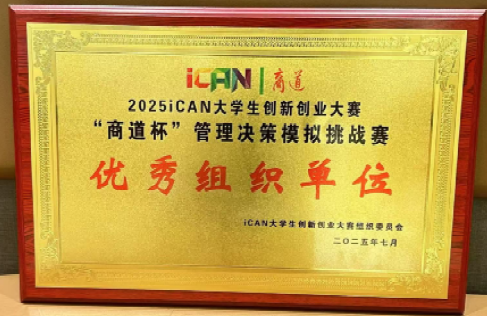 iCAN 商道
2025iCAN大学生创新创业大赛
“商道杯”管理决策模拟挑战赛
优秀组织单位
iCAN大学生创新创业大赛组织委员会
二〇二五年七月